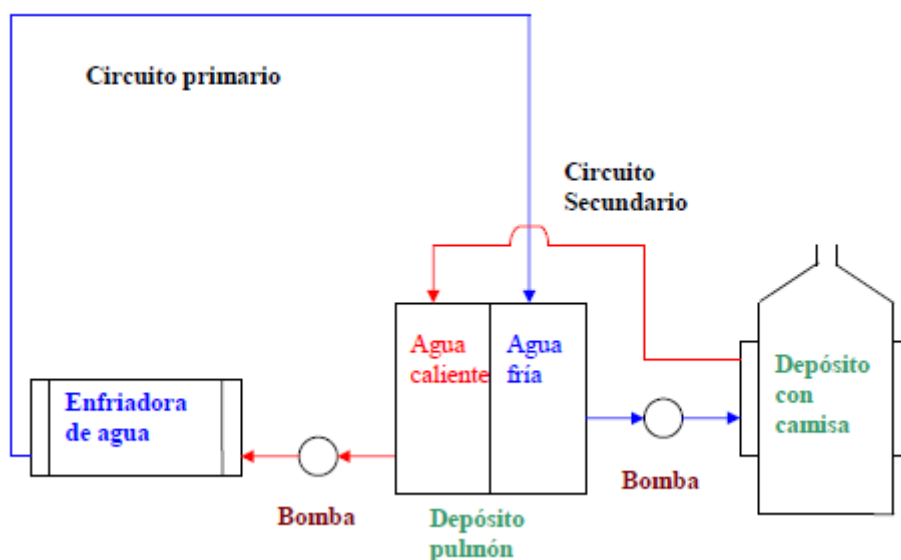 Circuito primario
Circuito
Secundario
Agua
caliente
Agua
fría
Depósito
con
camisa
Enfriadora
de agua
Bomba
Bomba
Depósito
pulmón